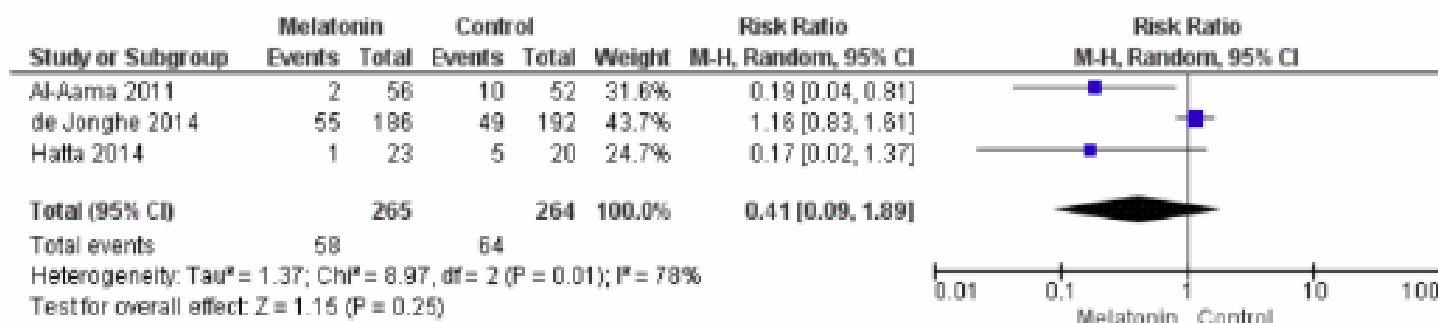 Melatonin Control Risk Ratio Risk Ratio
Study or Subgroup Events Total Events Total Weight M-H, Random, 95% CI M-H, Random, 95% CI
Al-Aama 2011 2 56 10 52 31.6% 0.19 [0.04, 0.81]
de Jonghe 2014 55 186 49 192 43.7% 1.16 [0.83, 1.61]
Hatta 2014 1 23 5 20 24.7% 0.17 [0.02, 1.37]
Total (95% CI) 265 264 100.0% 0.41 [0.09, 1.89]
Total events 58 64
Heterogeneity: Tau² = 1.37; Chi² = 8.97, df = 2 (P = 0.01); I² = 78%
Test for overall effect: Z = 1.15 (P = 0.25)
0.01 0.1 1 10 100
Melatonin Control